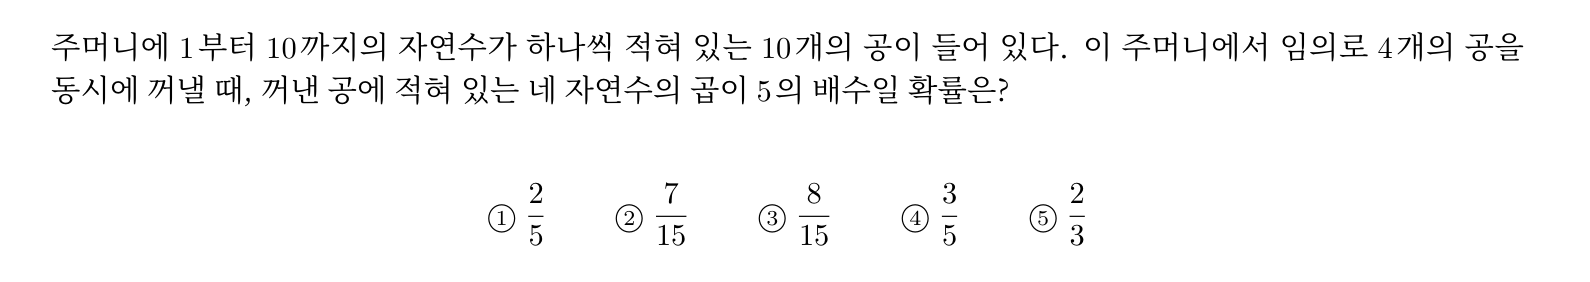 주머니에 1부터 10까지의 자연수가 하나씩 적혀 있는 10개의 공이 들어 있다. 이 주머니에서 임의로 4개의 공을
동시에 꺼낼 때, 꺼낸 공에 적혀 있는 네 자연수의 곱이 5의 배수일 확률은?
① 2/5 ② 7/15 ③ 8/15 ④ 3/5 ⑤ 2/3